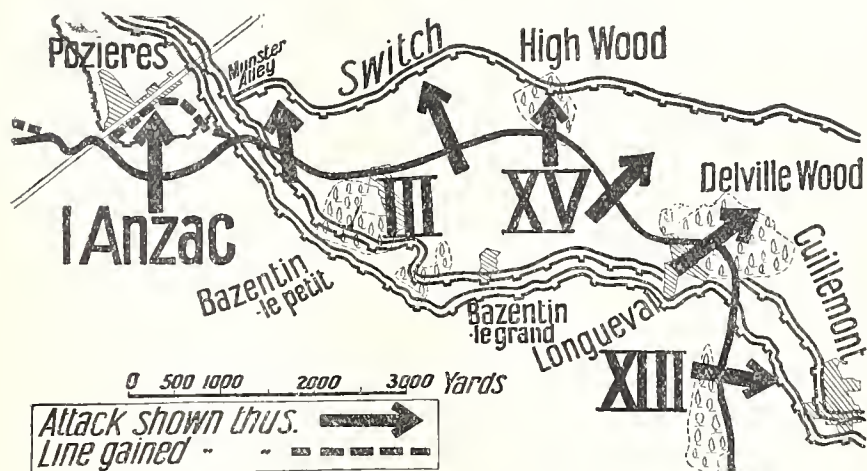 Pozières
Munster
Alley
Switch
High Wood
I Anzac
III
XV
Delville Wood
Bazentin
-le petit
Bazentin
-le grand
Longueval
Guillemont
XIII
0 500 1000 2000 3000 Yards
Attack shown thus.
Line gained " "